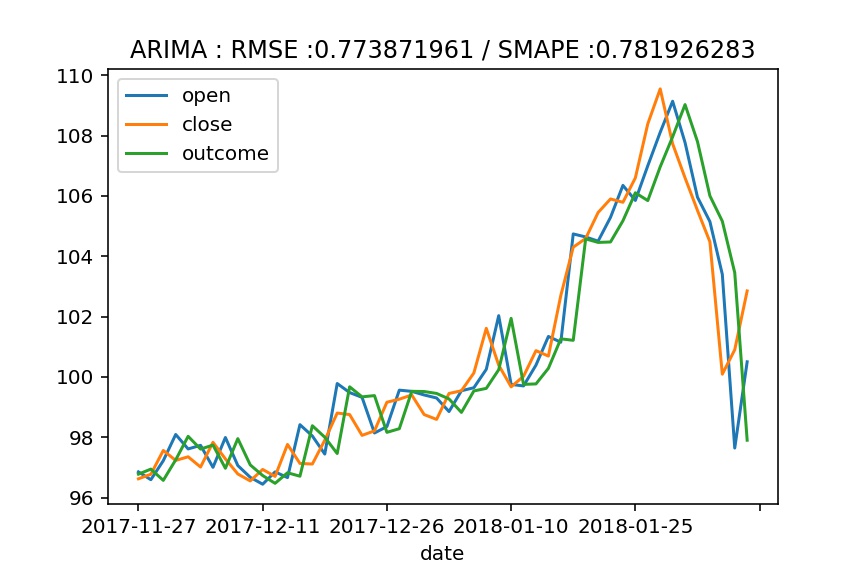 ARIMA : RMSE :0.773871961 / SMAPE :0.781926283
110
108
106
104
102
100
98
96
open
close
outcome
2017-11-27 2017-12-11 2017-12-26 2018-01-10 2018-01-25
date